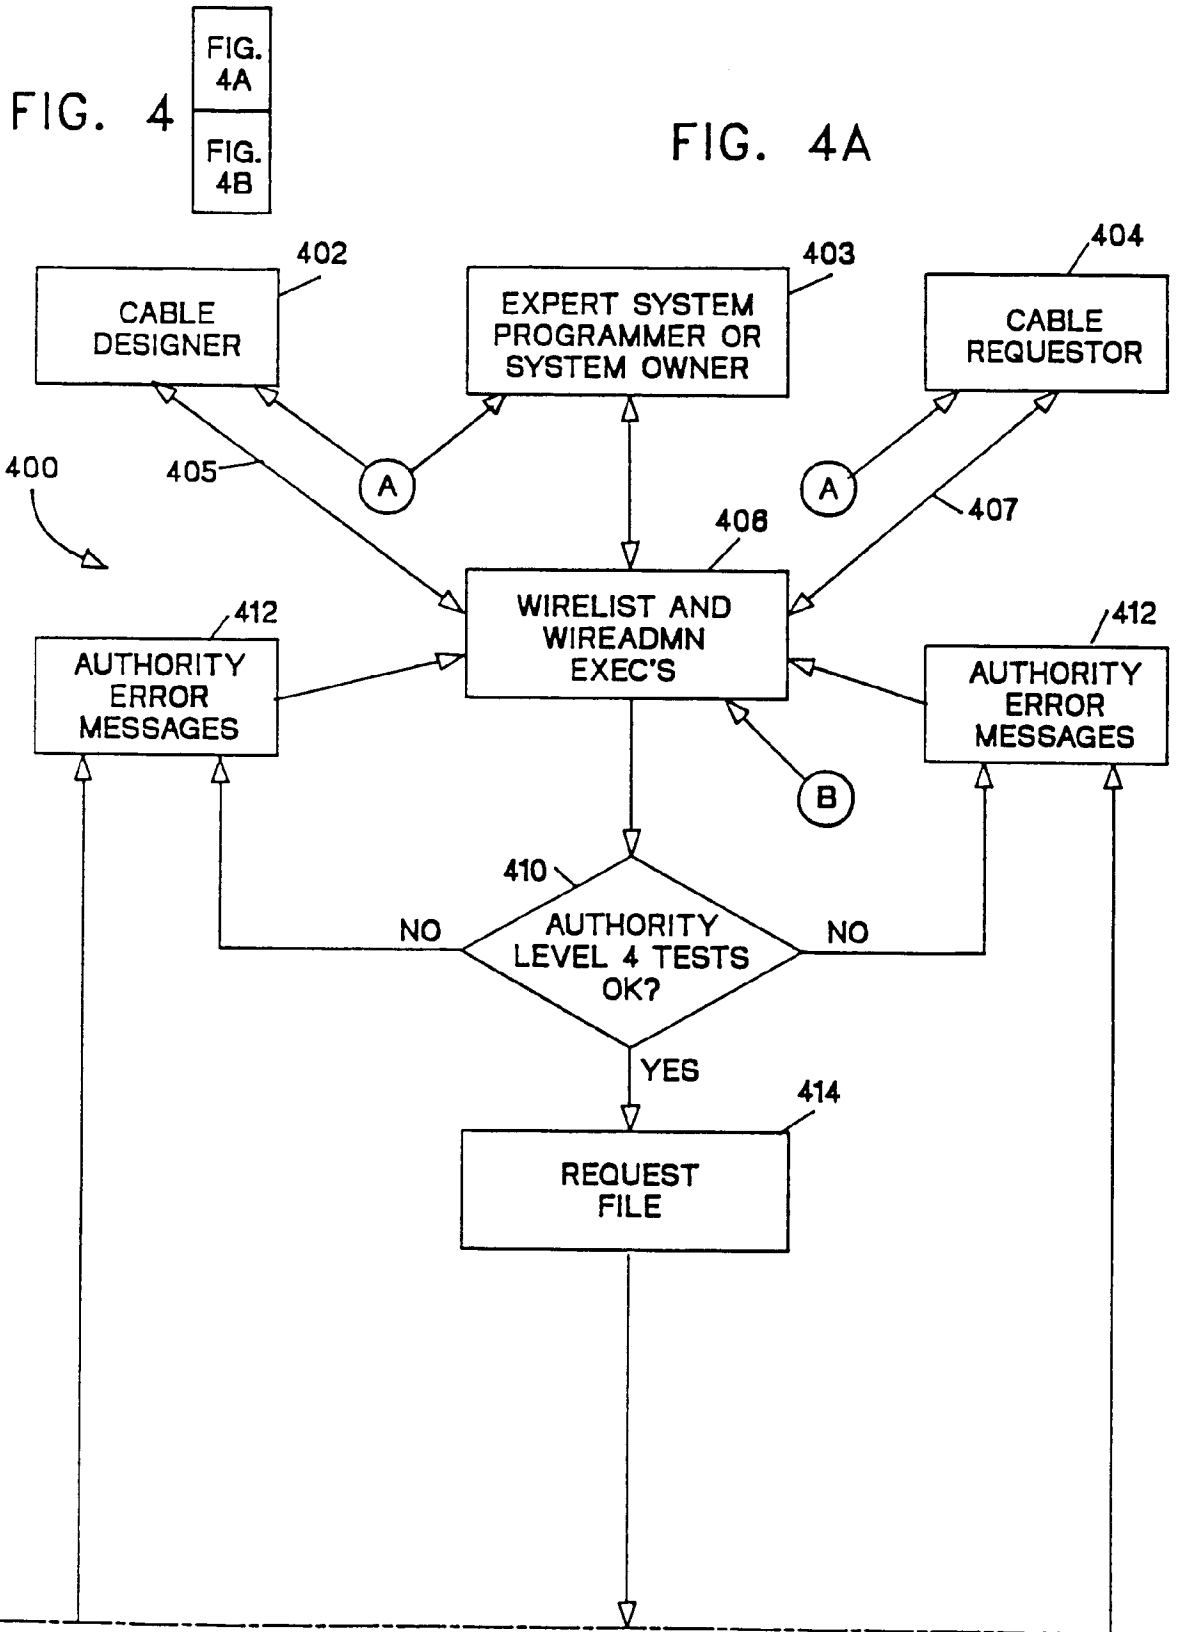 FIG. 4
FIG.
4A
FIG.
4B
FIG. 4A
402
CABLE
DESIGNER
403
EXPERT SYSTEM
PROGRAMMER OR
SYSTEM OWNER
404
CABLE
REQUESTOR
400
405
A
A
407
406
WIRELIST AND
WIREADMN
EXEC'S
412
AUTHORITY
ERROR
MESSAGES
412
AUTHORITY
ERROR
MESSAGES
B
410
AUTHORITY
LEVEL 4 TESTS
OK?
NO
NO
YES
414
REQUEST
FILE